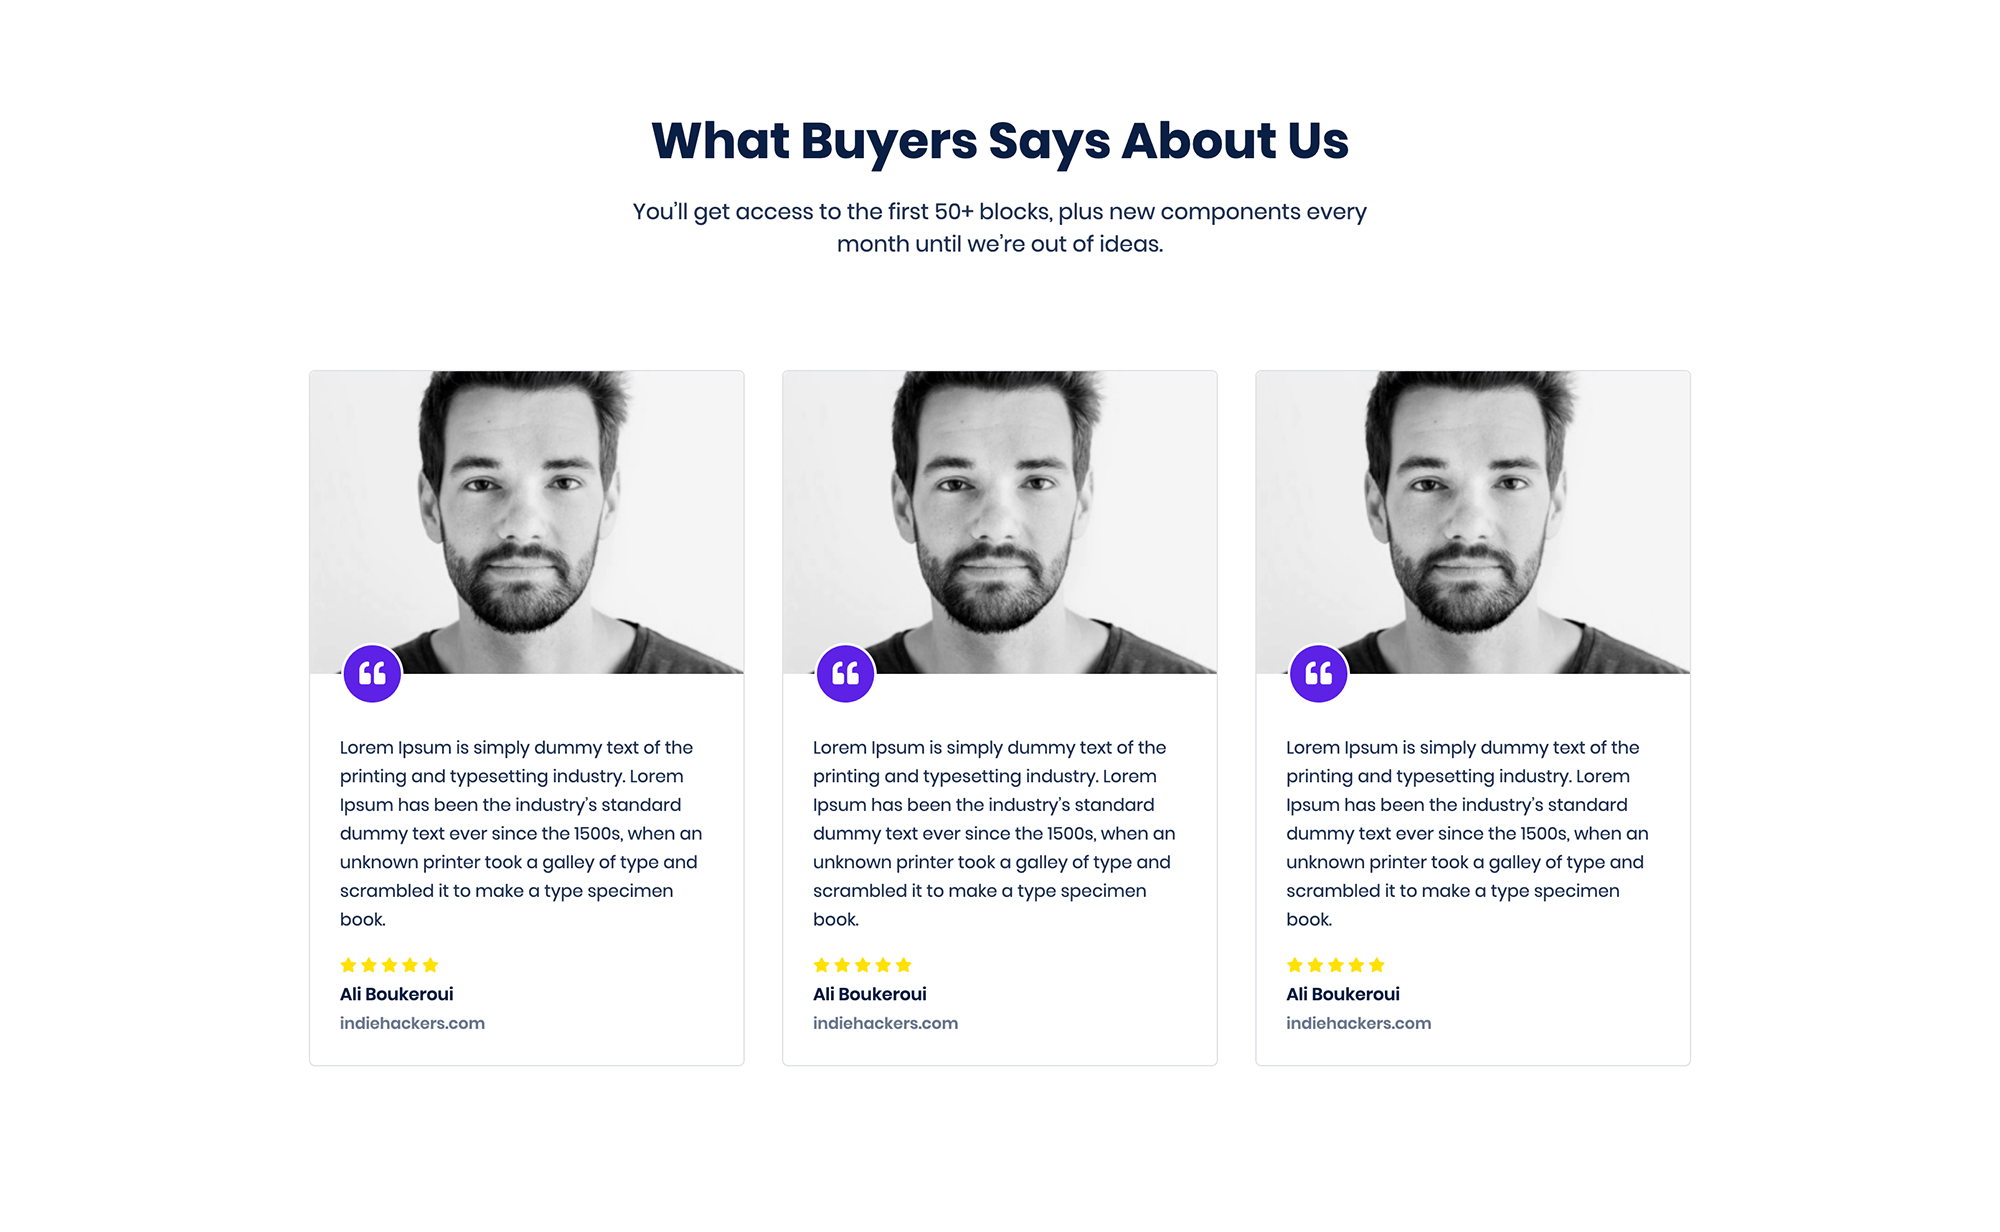 What Buyers Says About Us
You’ll get access to the first 50+ blocks, plus new components every
month until we’re out of ideas.
Lorem Ipsum is simply dummy text of the
printing and typesetting industry. Lorem
Ipsum has been the industry’s standard
dummy text ever since the 1500s, when an
unknown printer took a galley of type and
scrambled it to make a type specimen
book.
Ali Boukeroui
indiehackers.com
Lorem Ipsum is simply dummy text of the
printing and typesetting industry. Lorem
Ipsum has been the industry’s standard
dummy text ever since the 1500s, when an
unknown printer took a galley of type and
scrambled it to make a type specimen
book.
Ali Boukeroui
indiehackers.com
Lorem Ipsum is simply dummy text of the
printing and typesetting industry. Lorem
Ipsum has been the industry’s standard
dummy text ever since the 1500s, when an
unknown printer took a galley of type and
scrambled it to make a type specimen
book.
Ali Boukeroui
indiehackers.com